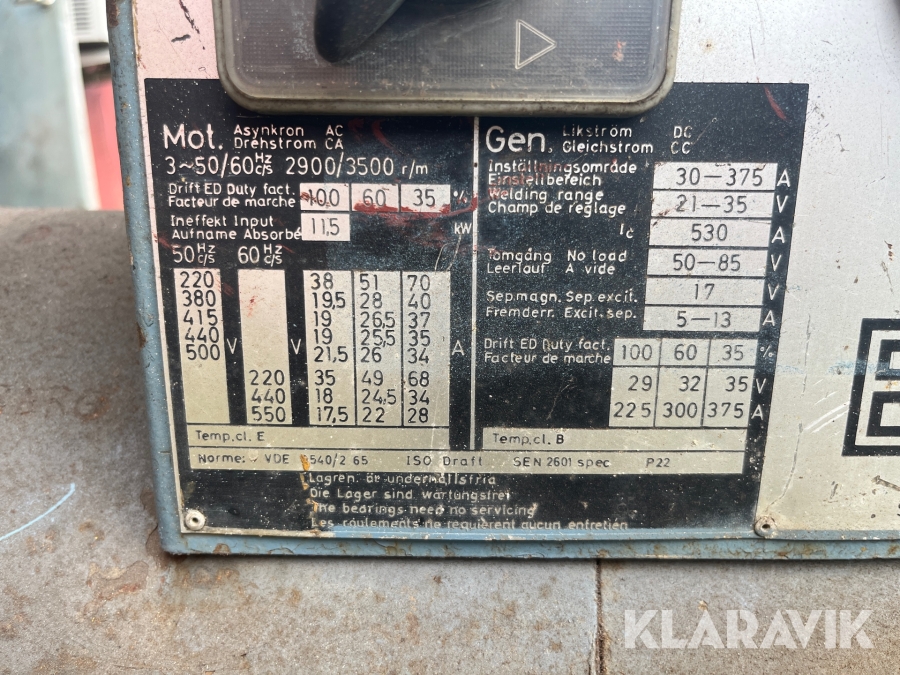 Mot. Asynkron AC
Drehstrom CA
3~50/60 Hz c/s 2900/3500 r/m
Drift ED Duty fact.
Facteur de marche 100 60 35 %
Ineffekt Input
Aufname Absorbé 11,5 kW
50 Hz c/s 60 Hz c/s
220 38 51 70
380 19,5 28 40
415 19 26,5 37
440 19 25,5 35
500 V V 21,5 26 34 A
220 35 49 68
440 18 24,5 34
550 17,5 22 28
Temp.cl. E
Gen. Likström DC
Gleichstrom CC
Inställningsområde
Einstellbereich 30–375 A
Welding range
Champ de réglage 21–35 V
Ic 530 A
Tomgång No load
Leerlauf A vide 50–85 V
Sep.magn. Sep.excit. 17 V
Fremderr. Excit.sep. 5–13 A
Drift ED Duty fact.
Facteur de marche 100 60 35 %
29 32 35 V
225 300 375 A
Temp.cl. B
Norme: VDE 0540/2 65 ISO Draft SEN 2601 spec P22
Lagren. är underhållsfria
Die Lager sind wartungsfrei
The bearings need no servicing
Les roulements ne requièrent aucun entretien
KLARAVIK